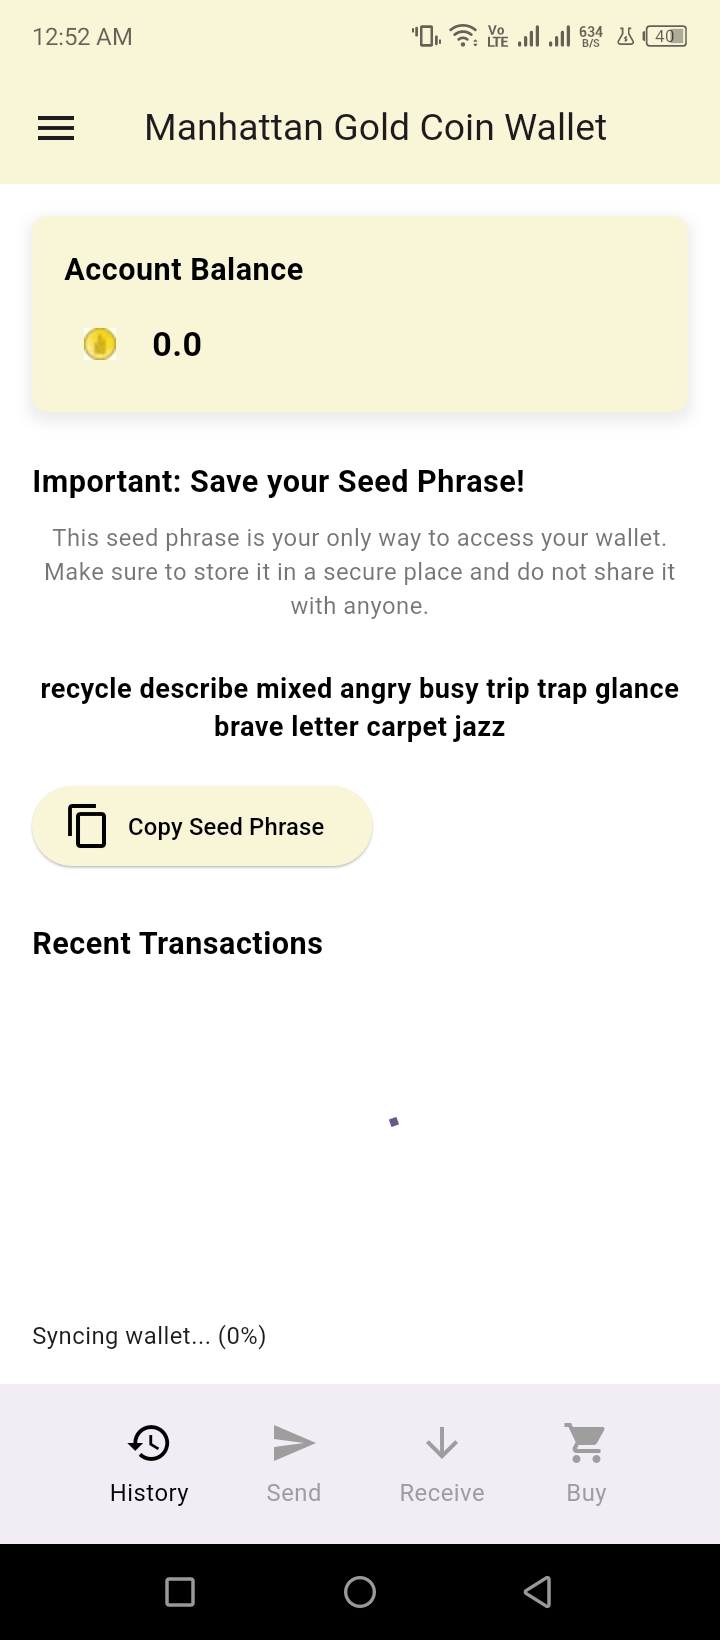 12:52 AM
Vo LTE 634 B/S 40
Manhattan Gold Coin Wallet
Account Balance
0.0
Important: Save your Seed Phrase!
This seed phrase is your only way to access your wallet.
Make sure to store it in a secure place and do not share it
with anyone.
recycle describe mixed angry busy trip trap glance
brave letter carpet jazz
Copy Seed Phrase
Recent Transactions
Syncing wallet... (0%)
History Send Receive Buy